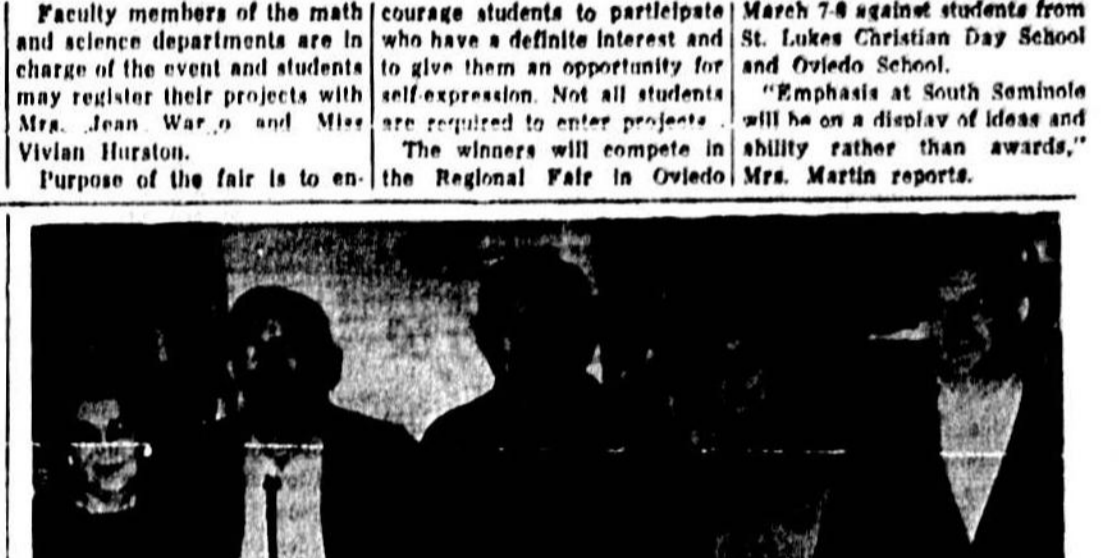 Faculty members of the math
and science departments are in
charge of the event and students
may register their projects with
Mrs. Jean and Miss
Vivian Hurston.
Purpose of the fair is to en-
courage students to participate
who have a definite interest and
to give them an opportunity for
self-expression. Not all students
are required to enter projects .
The winners will compete in
the Regional Fair in Oviedo
March against students from
St. Lukes Christian Day School
and Oviedo School.
"Emphasis at South Seminole
will be on a display of ideas and
ability rather than awards,"
Mrs. Martin reports.